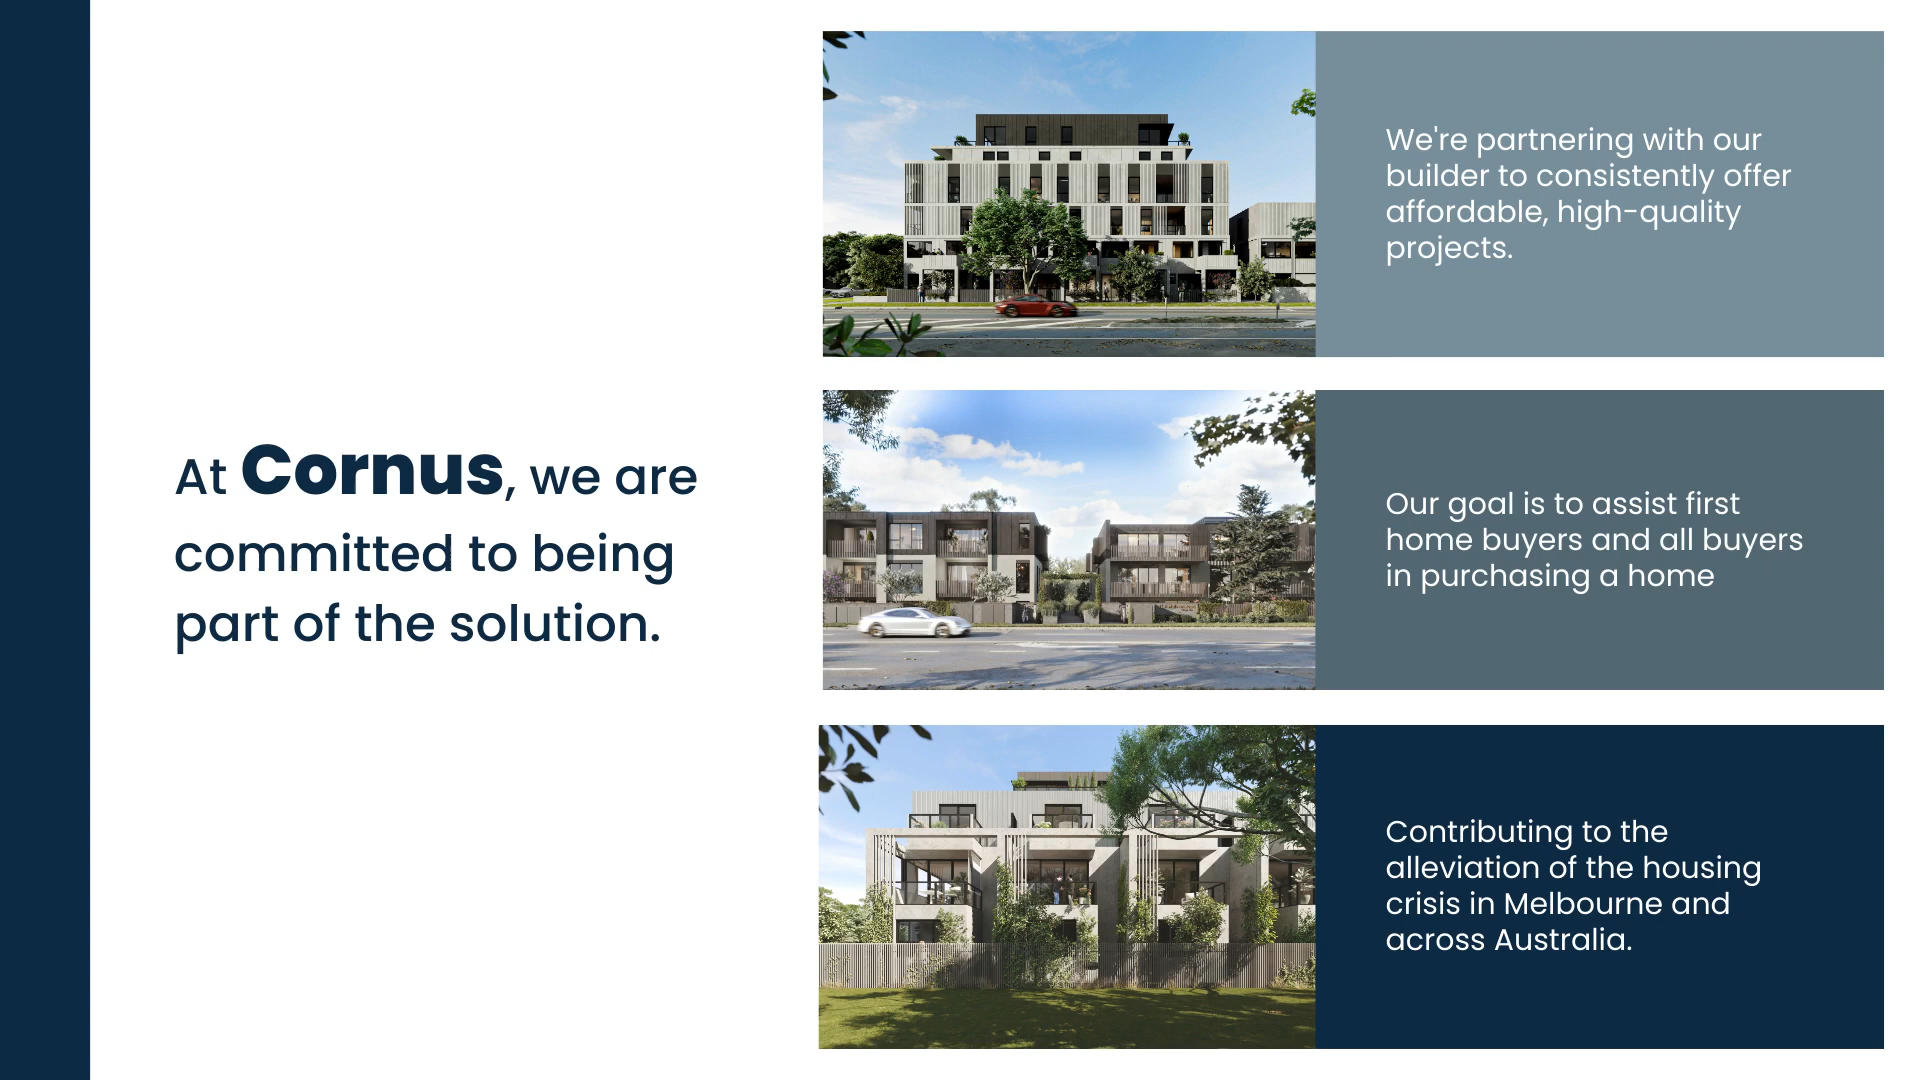 At Cornus, we are
committed to being
part of the solution.
We're partnering with our
builder to consistently offer
affordable, high-quality
projects.
Our goal is to assist first
home buyers and all buyers
in purchasing a home
Contributing to the
alleviation of the housing
crisis in Melbourne and
across Australia.